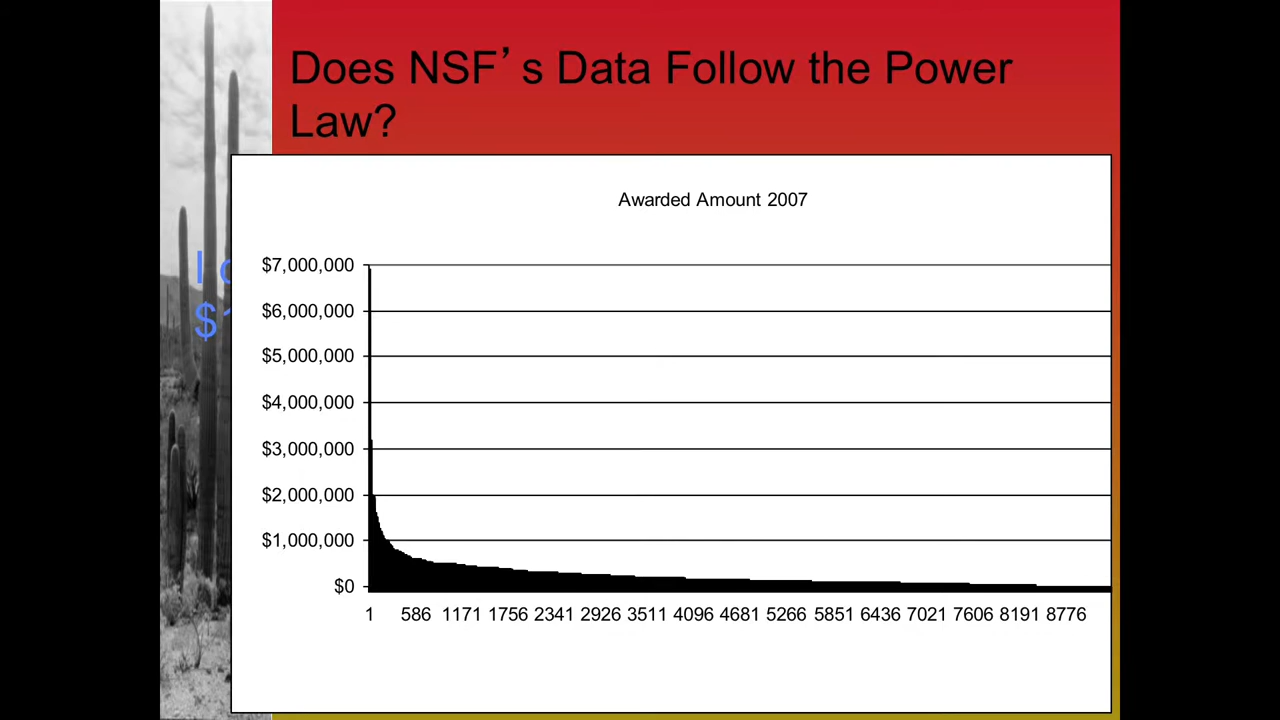 Does NSF’s Data Follow the Power
Law?
Awarded Amount 2007
$7,000,000
$6,000,000
$5,000,000
$4,000,000
$3,000,000
$2,000,000
$1,000,000
$0
1 586 1171 1756 2341 2926 3511 4096 4681 5266 5851 6436 7021 7606 8191 8776